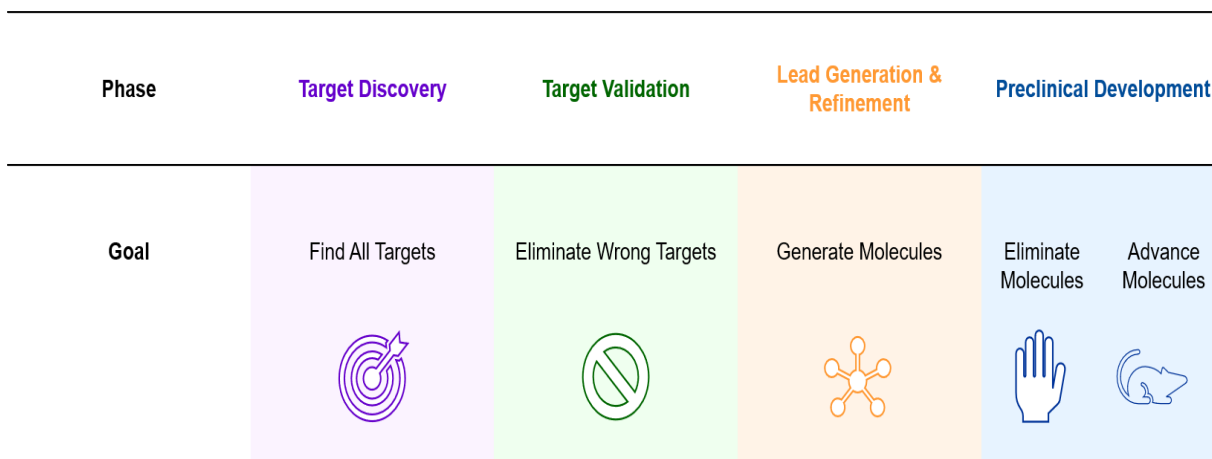 Phase
Target Discovery
Target Validation
Lead Generation &
Refinement
Preclinical Development
Goal
Find All Targets
Eliminate Wrong Targets
Generate Molecules
Eliminate
Molecules
Advance
Molecules